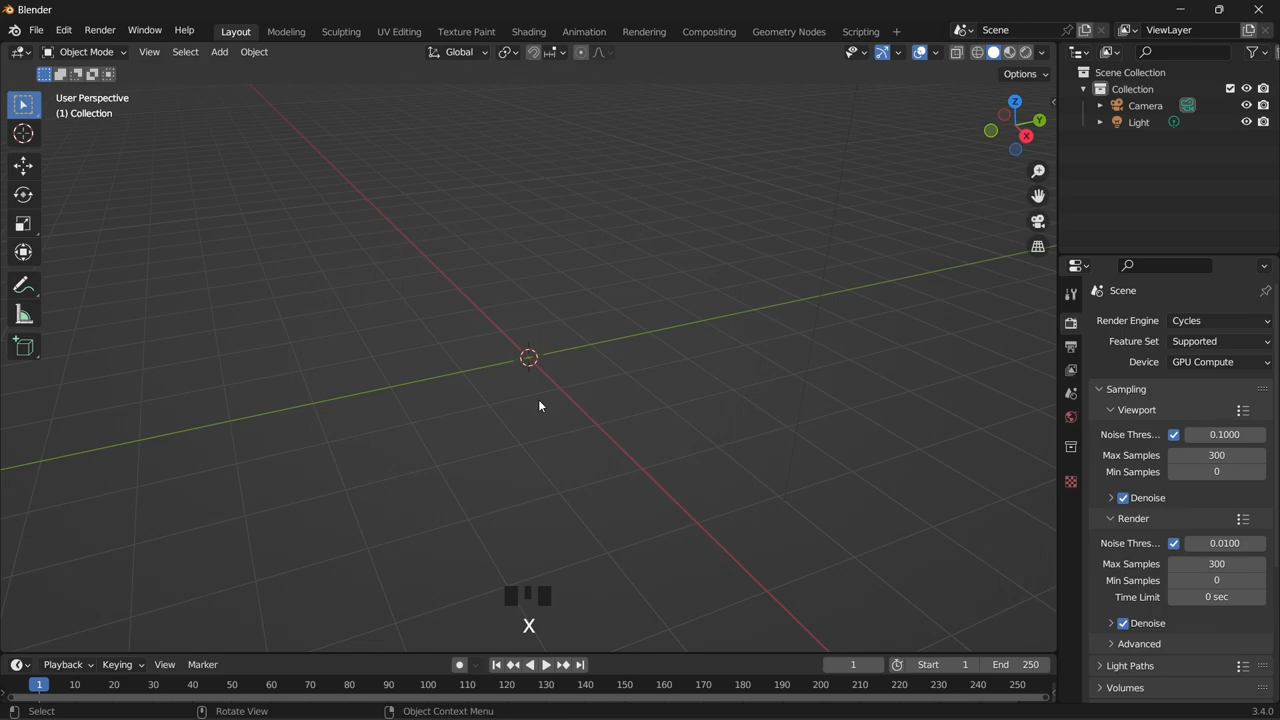 Blender
File Edit Render Window Help Layout Modeling Sculpting UV Editing Texture Paint Shading Animation Rendering Compositing Geometry Nodes Scripting + Scene ViewLayer
Object Mode View Select Add Object Global
Options
User Perspective
(1) Collection
Z
Y
X
Scene Collection
Collection
Camera
Light
Scene
Render Engine Cycles
Feature Set Supported
Device GPU Compute
Sampling
Viewport
Noise Thres... 0.1000
Max Samples 300
Min Samples 0
Denoise
Render
Noise Thres... 0.0100
Max Samples 300
Min Samples 0
Time Limit 0 sec
Denoise
Advanced
Light Paths
Volumes
X
Playback Keying View Marker 1 Start 1 End 250
1 10 20 30 40 50 60 70 80 90 100 110 120 130 140 150 160 170 180 190 200 210 220 230 240 250
Select Rotate View Object Context Menu 3.4.0